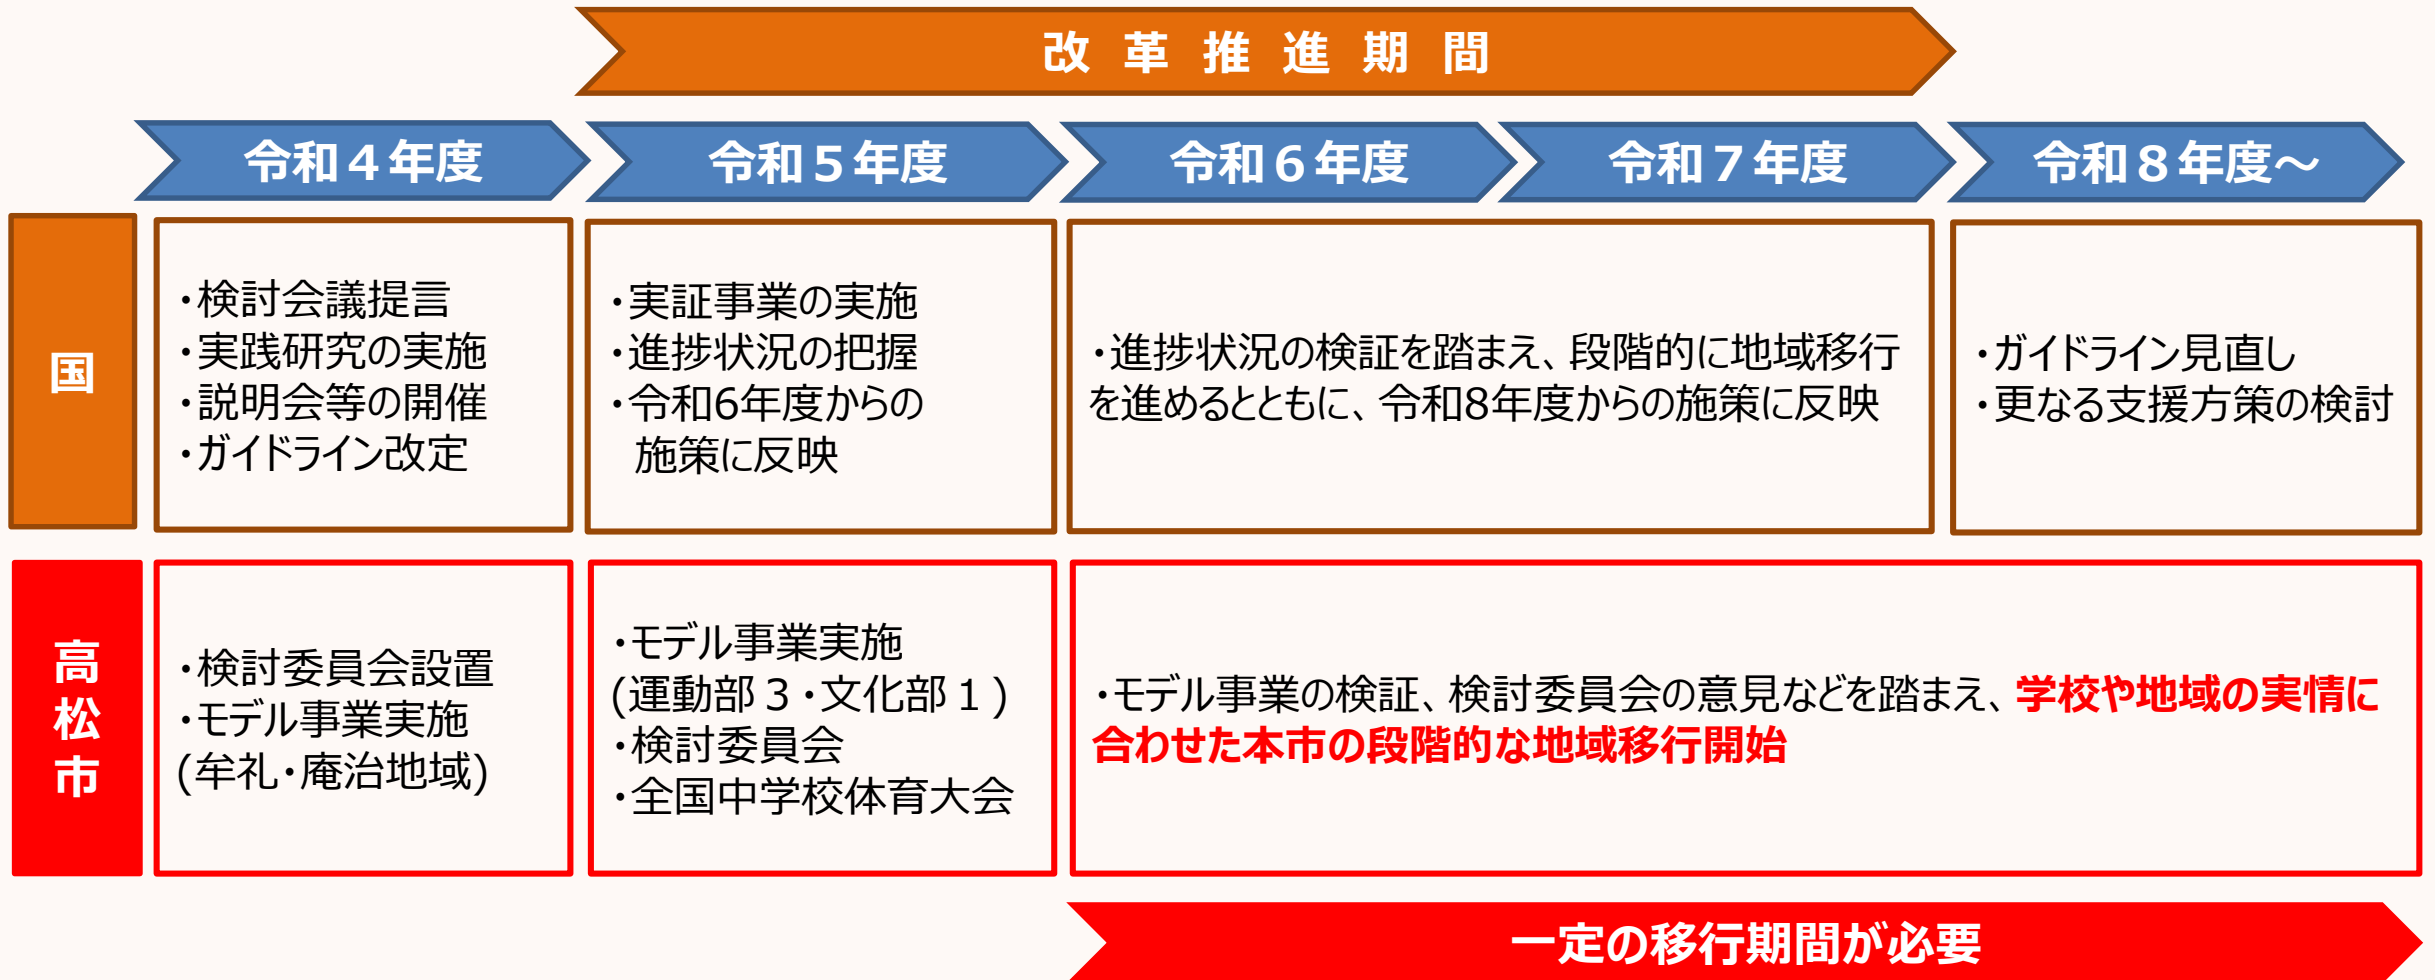 改革推進期間
令和４年度
令和５年度
令和６年度
令和７年度
令和８年度～
国
・検討会議提言
・実践研究の実施
・説明会等の開催
・ガイドライン改定
・実証事業の実施
・進捗状況の把握
・令和6年度からの
施策に反映
・進捗状況の検証を踏まえ、段階的に地域移行
を進めるとともに、令和8年度からの施策に反映
・ガイドライン見直し
・更なる支援方策の検討
高松市
・検討委員会設置
・モデル事業実施
(牟礼・庵治地域)
・モデル事業実施
(運動部３・文化部１)
・検討委員会
・全国中学校体育大会
・モデル事業の検証、検討委員会の意見などを踏まえ、学校や地域の実情に
合わせた本市の段階的な地域移行開始
一定の移行期間が必要